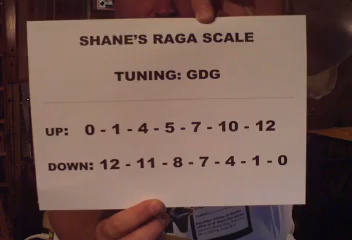 SHANE'S RAGA SCALE
TUNING: GDG
UP: 0 - 1 - 4 - 5 - 7 - 10 - 12
DOWN: 12 - 11 - 8 - 7 - 4 - 1 - 0